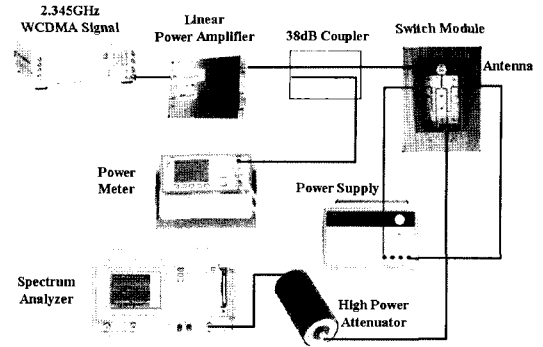 2.345GHz
WCDMA Signal
Linear
Power Amplifier
38dB Coupler
Switch Module
Antenna
Power
Meter
Power Supply
Spectrum
Analyzer
High Power
Attenuator